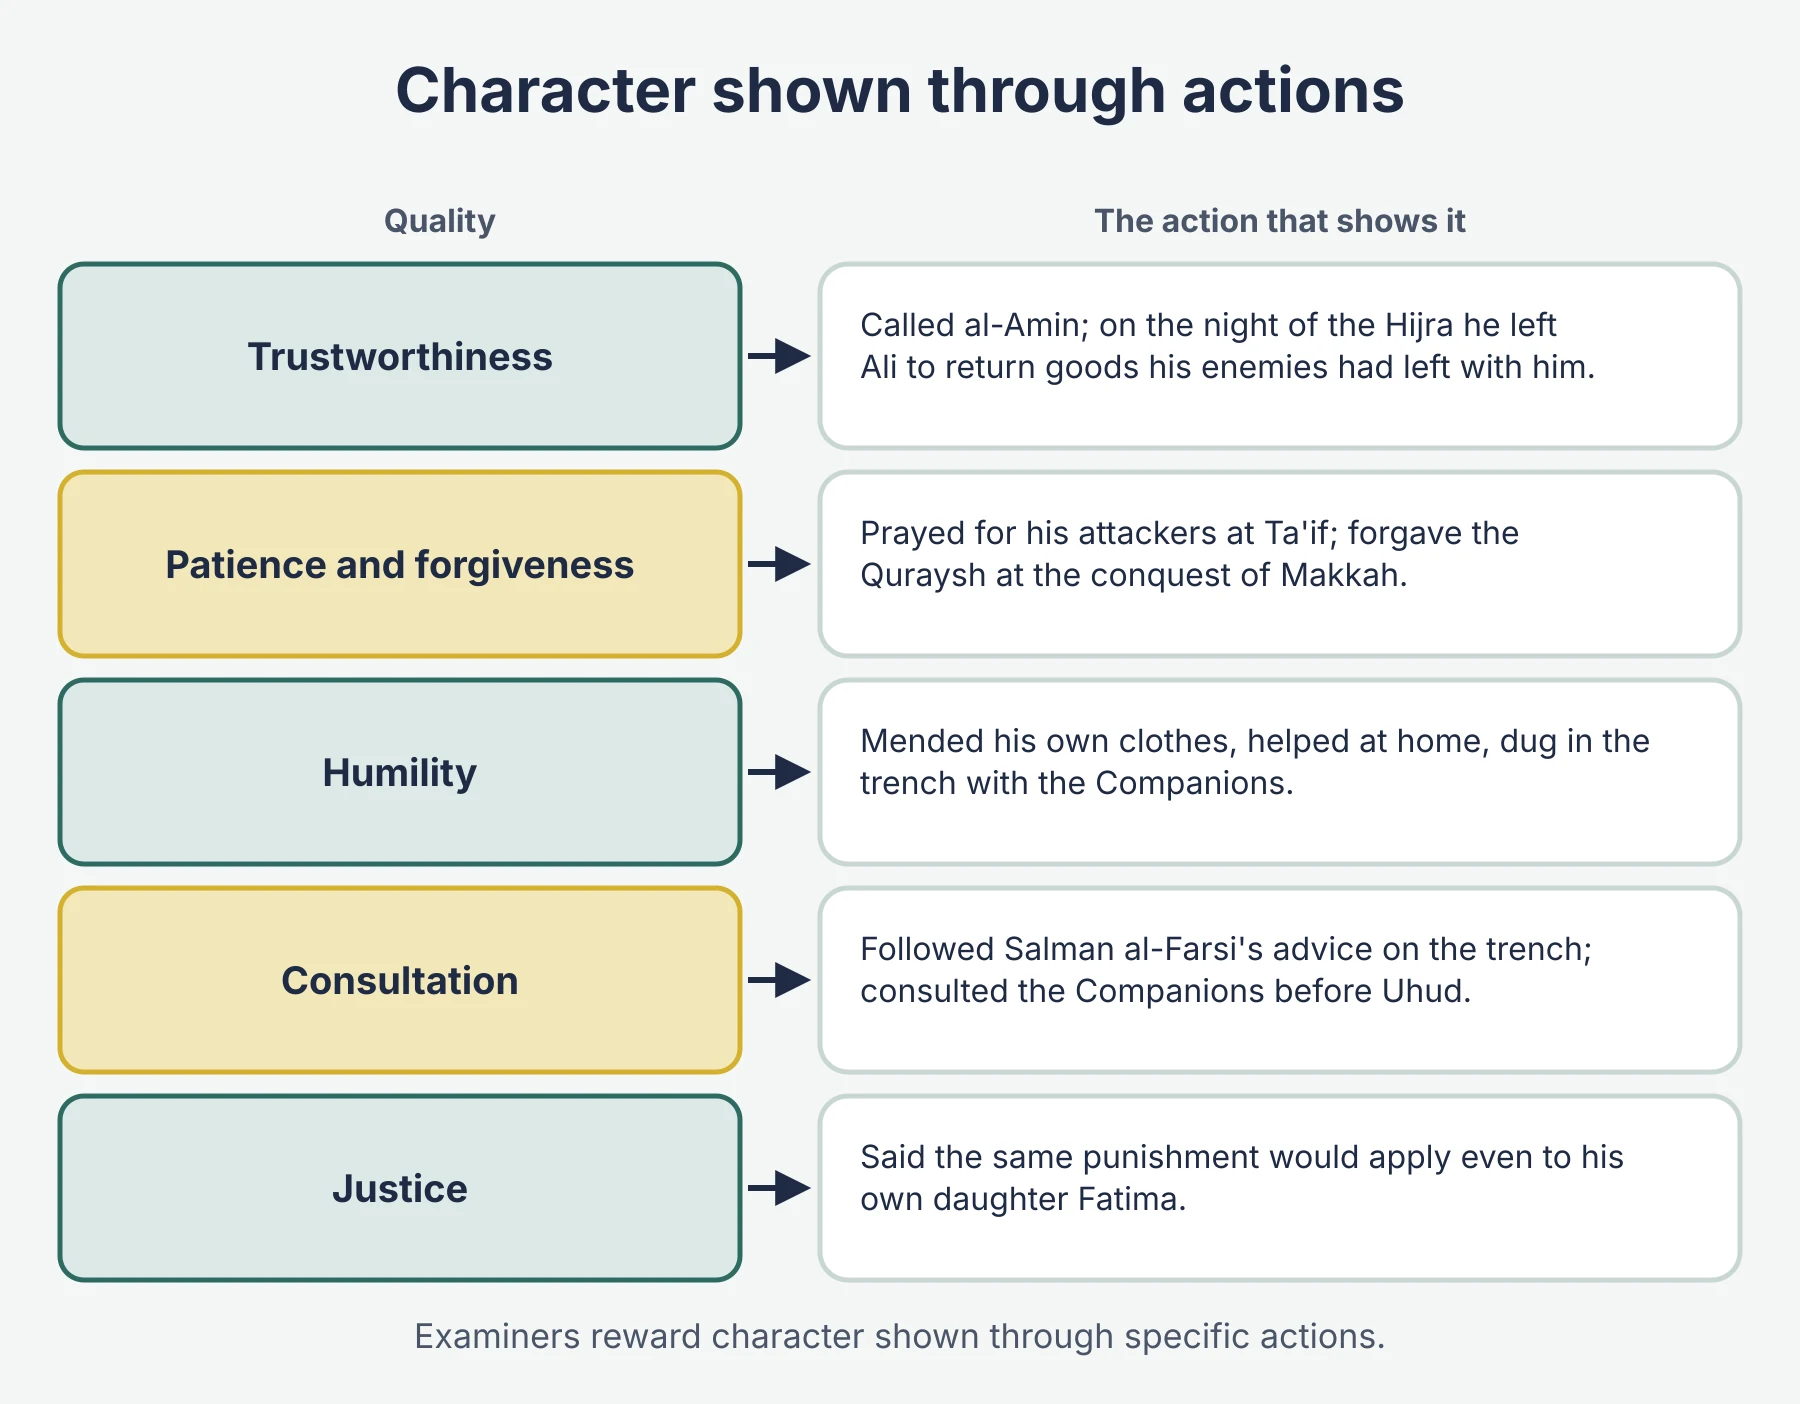 Character shown through actions
Quality
The action that shows it
Trustworthiness
Called al-Amin; on the night of the Hijra he left
Ali to return goods his enemies had left with him.
Patience and forgiveness
Prayed for his attackers at Ta'if; forgave the
Quraysh at the conquest of Makkah.
Humility
Mended his own clothes, helped at home, dug in the
trench with the Companions.
Consultation
Followed Salman al-Farsi's advice on the trench;
consulted the Companions before Uhud.
Justice
Said the same punishment would apply even to his
own daughter Fatima.
Examiners reward character shown through specific actions.